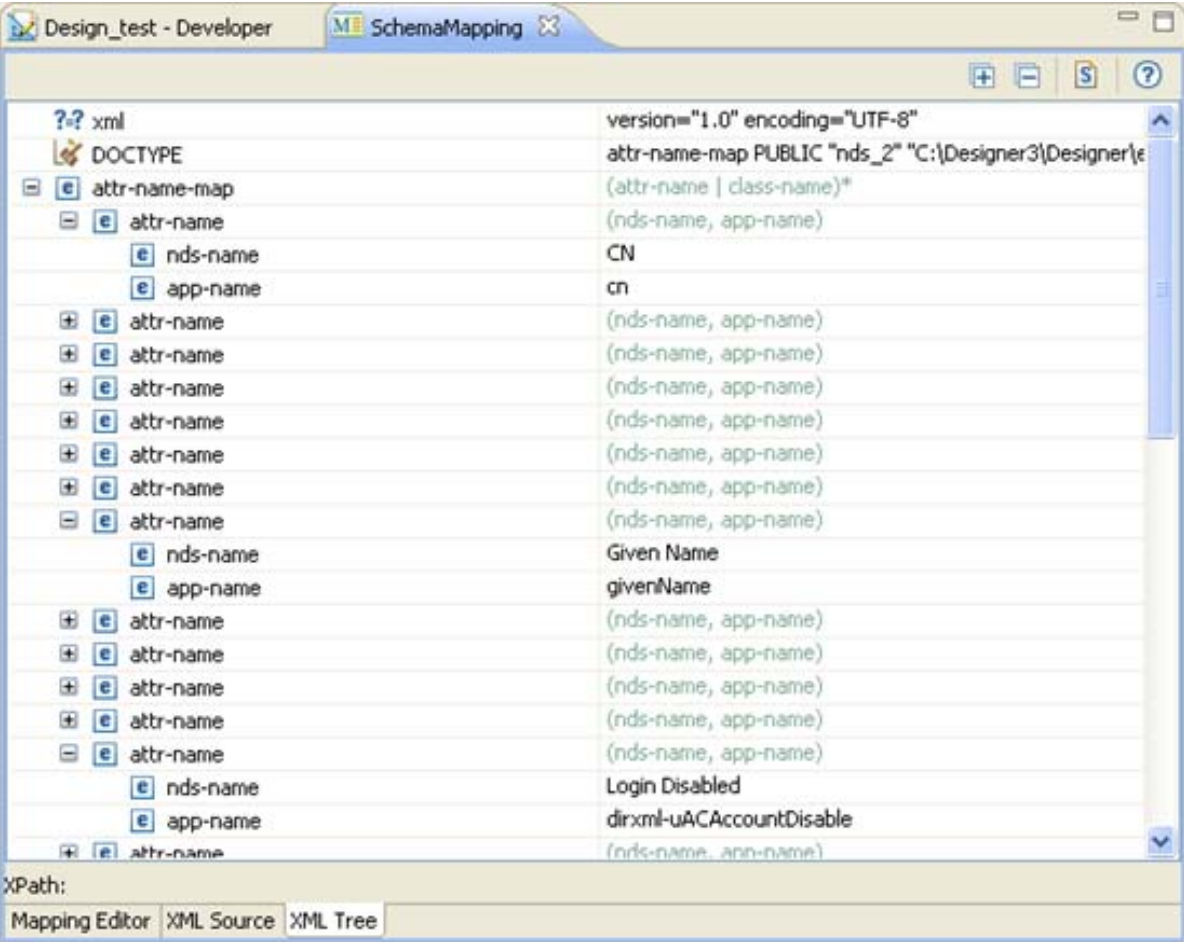 Design_test - Developer SchemaMapping
xml version="1.0" encoding="UTF-8"
DOCTYPE attr-name-map PUBLIC "nds_2" "C:\Designer3\Designer\e
attr-name-map (attr-name | class-name)*
attr-name (nds-name, app-name)
nds-name CN
app-name cn
attr-name (nds-name, app-name)
attr-name (nds-name, app-name)
attr-name (nds-name, app-name)
attr-name (nds-name, app-name)
attr-name (nds-name, app-name)
attr-name (nds-name, app-name)
attr-name (nds-name, app-name)
nds-name Given Name
app-name givenName
attr-name (nds-name, app-name)
attr-name (nds-name, app-name)
attr-name (nds-name, app-name)
attr-name (nds-name, app-name)
attr-name (nds-name, app-name)
nds-name Login Disabled
app-name dirxml-uACAccountDisable
attr-name (nds-name, app-name)
XPath:
Mapping Editor XML Source XML Tree